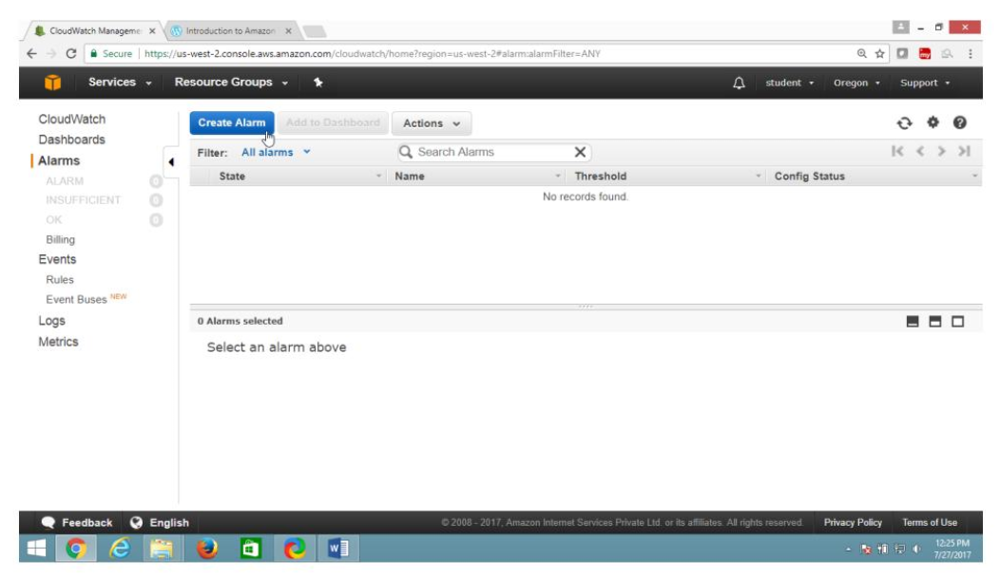 CloudWatch Manageme
Introduction to Amazon
Secure | https://us-west-2.console.aws.amazon.com/cloudwatch/home?region=us-west-2#alarm:alarmFilter=ANY
Services Resource Groups student Oregon Support
CloudWatch
Dashboards
Alarms
ALARM 0
INSUFFICIENT 0
OK 0
Billing
Events
Rules
Event Buses NEW
Logs
Metrics
Create Alarm Add to Dashboard Actions
Filter: All alarms Search Alarms
State Name Threshold Config Status
No records found.
0 Alarms selected
Select an alarm above
Feedback English © 2008 - 2017, Amazon Internet Services Private Ltd. or its affiliates. All rights reserved. Privacy Policy Terms of Use
12:25 PM
7/27/2017